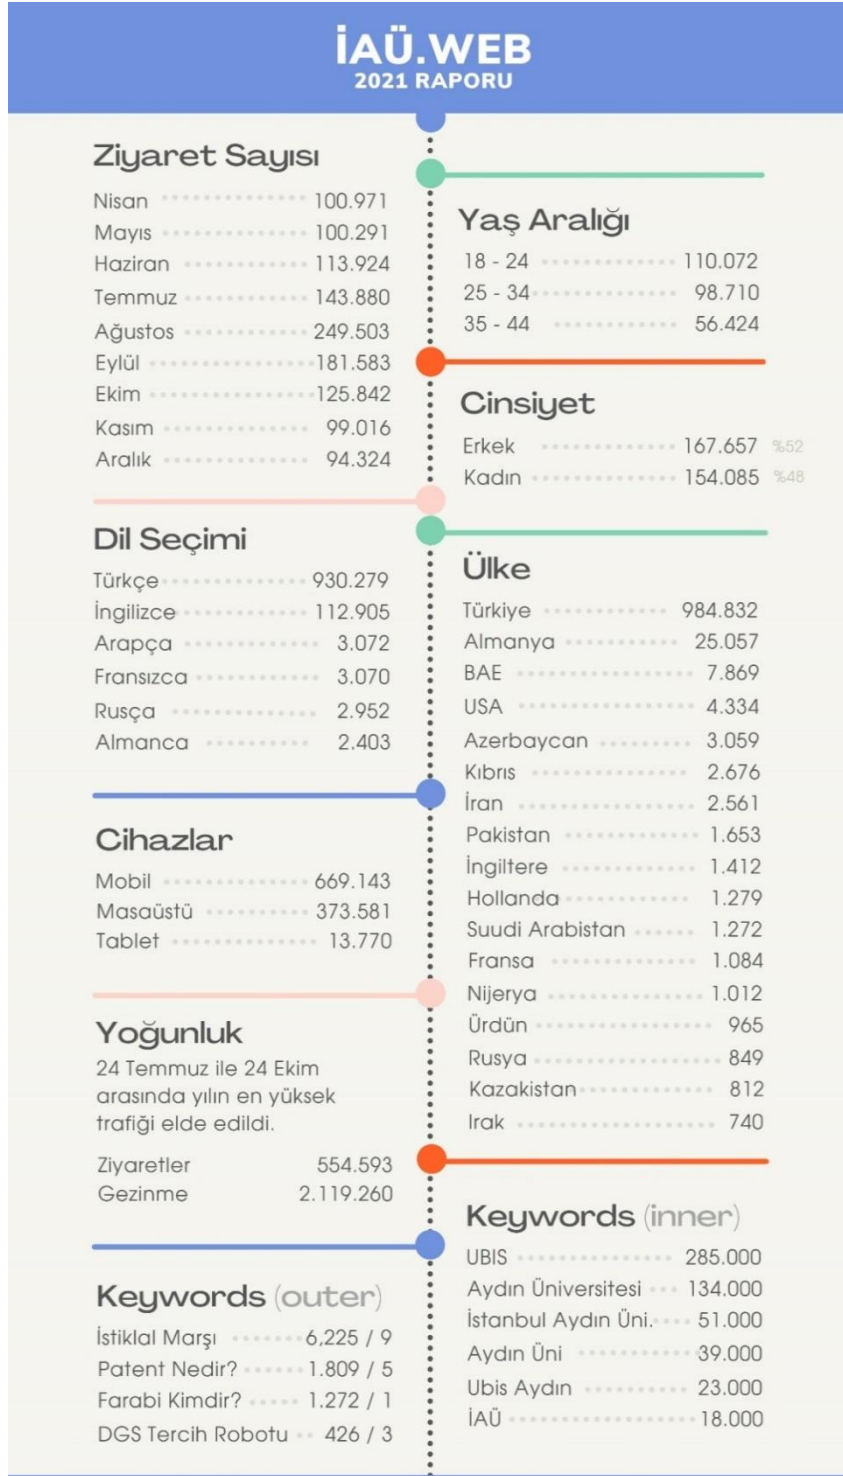 İAÜ.WEB
2021 RAPORU
Ziyaret Sayısı
Nisan 100.971
Mayıs 100.291
Haziran 113.924
Temmuz 143.880
Ağustos 249.503
Eylül 181.583
Ekim 125.842
Kasım 99.016
Aralık 94.324
Dil Seçimi
Türkçe 930.279
İngilizce 112.905
Arapça 3.072
Fransızca 3.070
Rusça 2.952
Almanca 2.403
Cihazlar
Mobil 669.143
Masaüstü 373.581
Tablet 13.770
Yoğunluk
24 Temmuz ile 24 Ekim
arasında yılın en yüksek
trafiği elde edildi.
Ziyaretler 554.593
Gezinme 2.119.260
Keywords (outer)
İstiklal Marşı 6,225 / 9
Patent Nedir? 1.809 / 5
Farabi Kimdir? 1.272 / 1
DGS Tercih Robotu 426 / 3
Yaş Aralığı
18 - 24 110.072
25 - 34 98.710
35 - 44 56.424
Cinsiyet
Erkek 167.657 %52
Kadın 154.085 %48
Ülke
Türkiye 984.832
Almanya 25.057
BAE 7.869
USA 4.334
Azerbaycan 3.059
Kıbrıs 2.676
İran 2.561
Pakistan 1.653
İngiltere 1.412
Hollanda 1.279
Suudi Arabistan 1.272
Fransa 1.084
Nijerya 1.012
Ürdün 965
Rusya 849
Kazakistan 812
Irak 740
Keywords (inner)
UBIS 285.000
Aydın Üniversitesi 134.000
İstanbul Aydın Üni. 51.000
Aydın Üni 39.000
Ubis Aydın 23.000
İAÜ 18.000